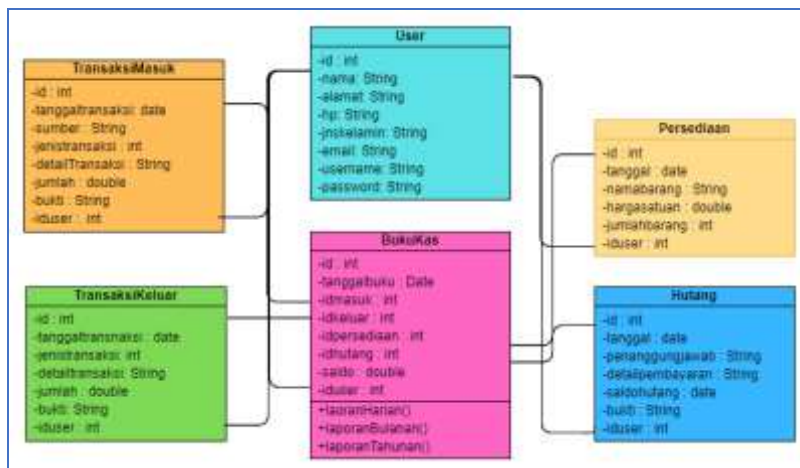 TransaksiMasuk
-id : int
-tanggaltransaksi: date
-sumber : String
-jenistransaksi : int
-detailTransaksi : String
-jumlah : double
-bukti : String
-iduser : int
User
-id : int
-nama: String
-alamat: String
-hp: String
-jnskelamin: String
-email: String
-username: String
-password: String
Persediaan
-id : int
-tanggal : date
-namabarang : String
-hargasatuan : double
-jumlahbarang : int
-iduser : int
TransaksiKeluar
-id : int
-tanggaltransnaksi : date
-jenistransaksi: int
-detailtransaksi: String
-jumlah : double
-bukti: String
-iduser : int
BukuKas
-id : int
-tanggalbuku : Date
-idmasuk : int
-idkeluar : int
-idpersediaan : int
-idhutang : int
-saldo : double
-iduser : int
+laoranHarian()
+laporanBulanan()
+laporanTahunan()
Hutang
-id : int
-tanggal : date
-penanggungjawab : String
-detailpembayaran : String
-saldohutang : date
-bukti : String
-iduser : int